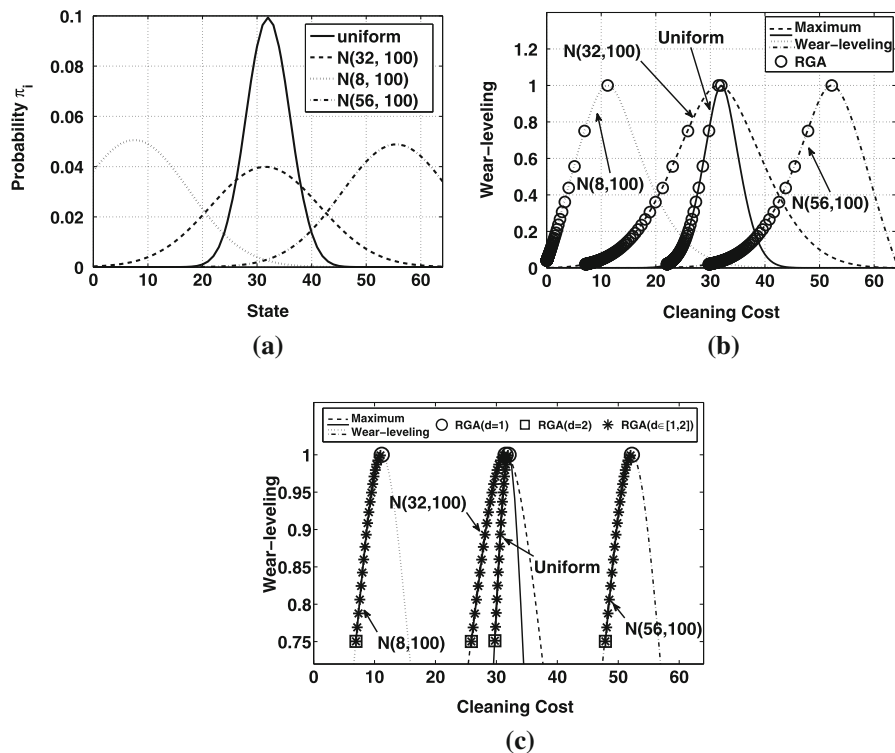 0.1
0.08
0.06
0.04
0.02
0
Probability πi
0 10 20 30 40 50 60
State
uniform
N(32, 100)
N(8, 100)
N(56, 100)
(a)
1.2
1
0.8
0.6
0.4
0.2
0
Wear−leveling
0 10 20 30 40 50 60
Cleaning Cost
Uniform
N(32,100)
N(8,100)
N(56,100)
Maximum
Wear−leveling
RGA
(b)
Maximum
Wear−leveling
RGA(d=1)
RGA(d=2)
RGA(d∈[1,2])
1
0.95
0.9
0.85
0.8
0.75
Wear−leveling
N(32,100)
Uniform
N(8,100)
N(56,100)
0 10 20 30 40 50 60
Cleaning Cost
(c)